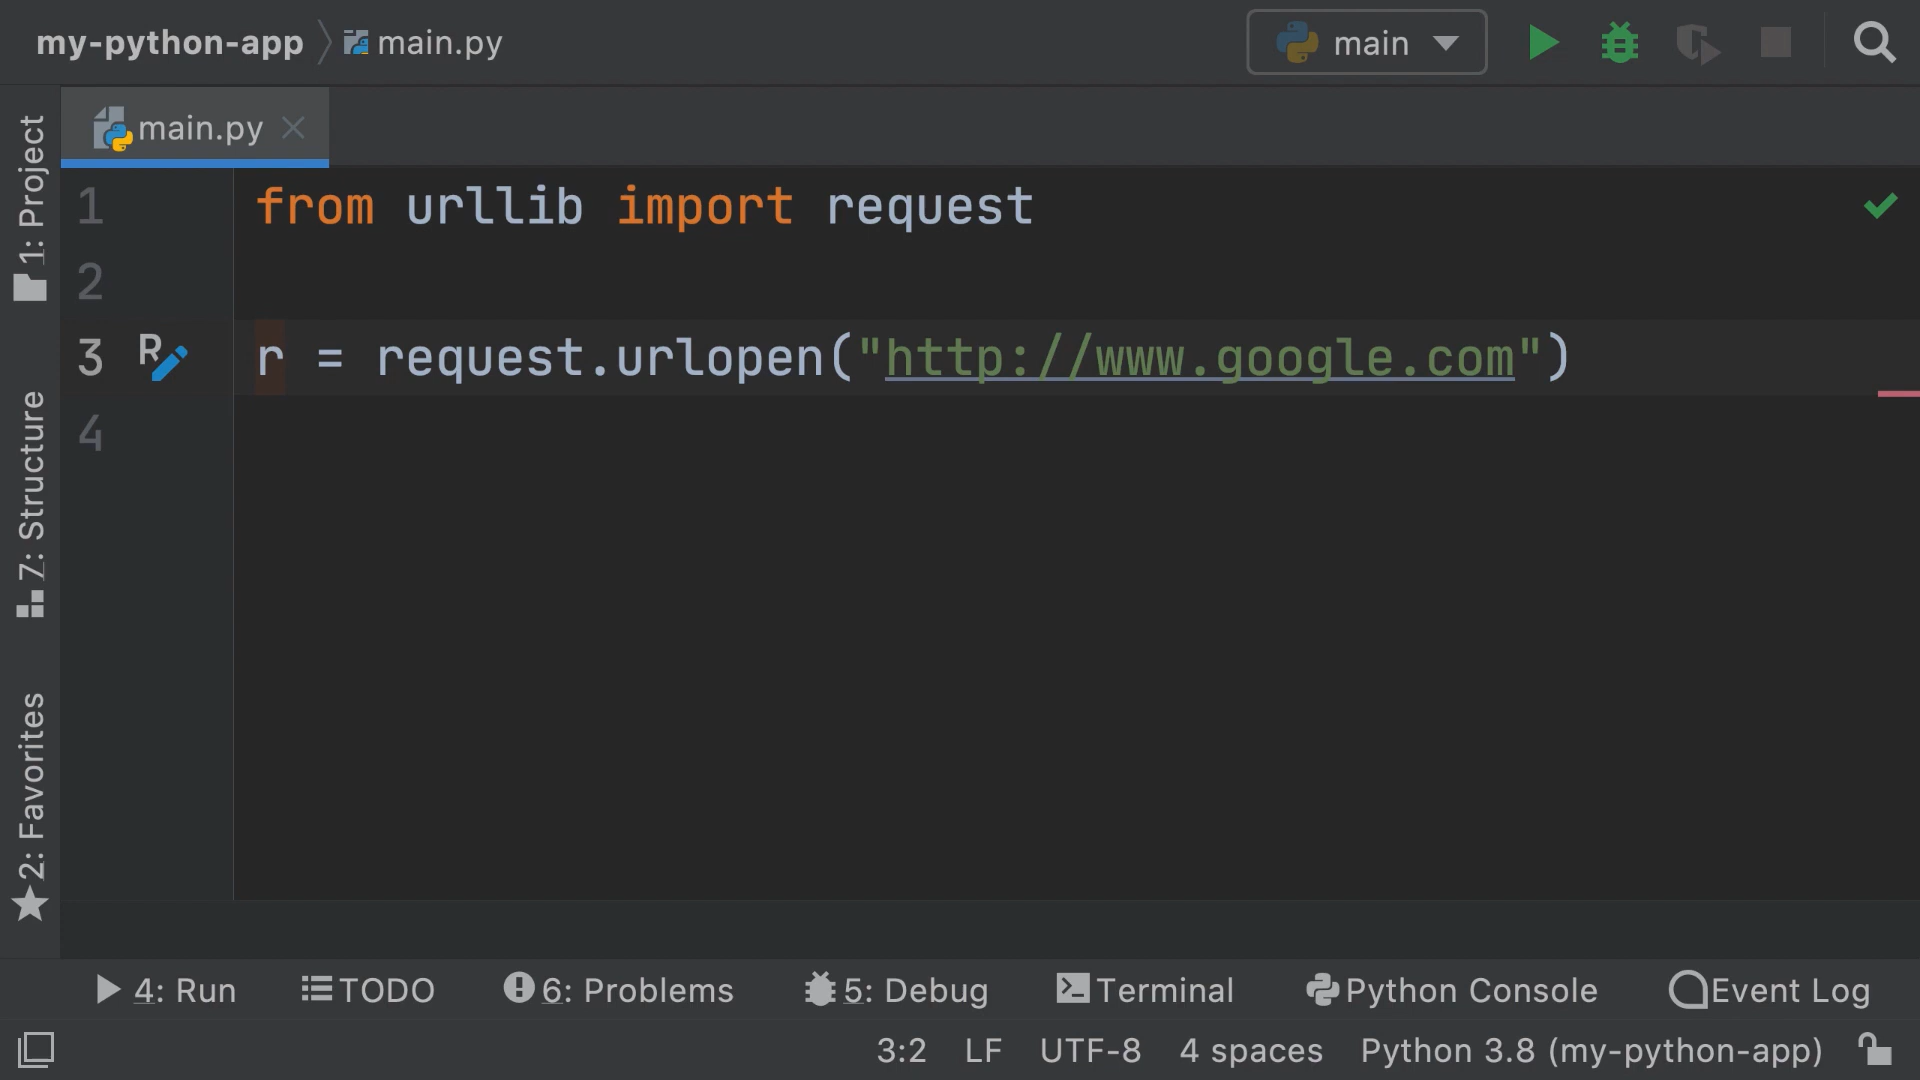 my-python-app
main.py
main
main.py
1: Project
7: Structure
2: Favorites
1 from urllib import request
2
3 R r = request.urlopen("http://www.google.com")
4
4: Run
TODO
6: Problems
5: Debug
Terminal
Python Console
Event Log
3:2
LF
UTF-8
4 spaces
Python 3.8 (my-python-app)